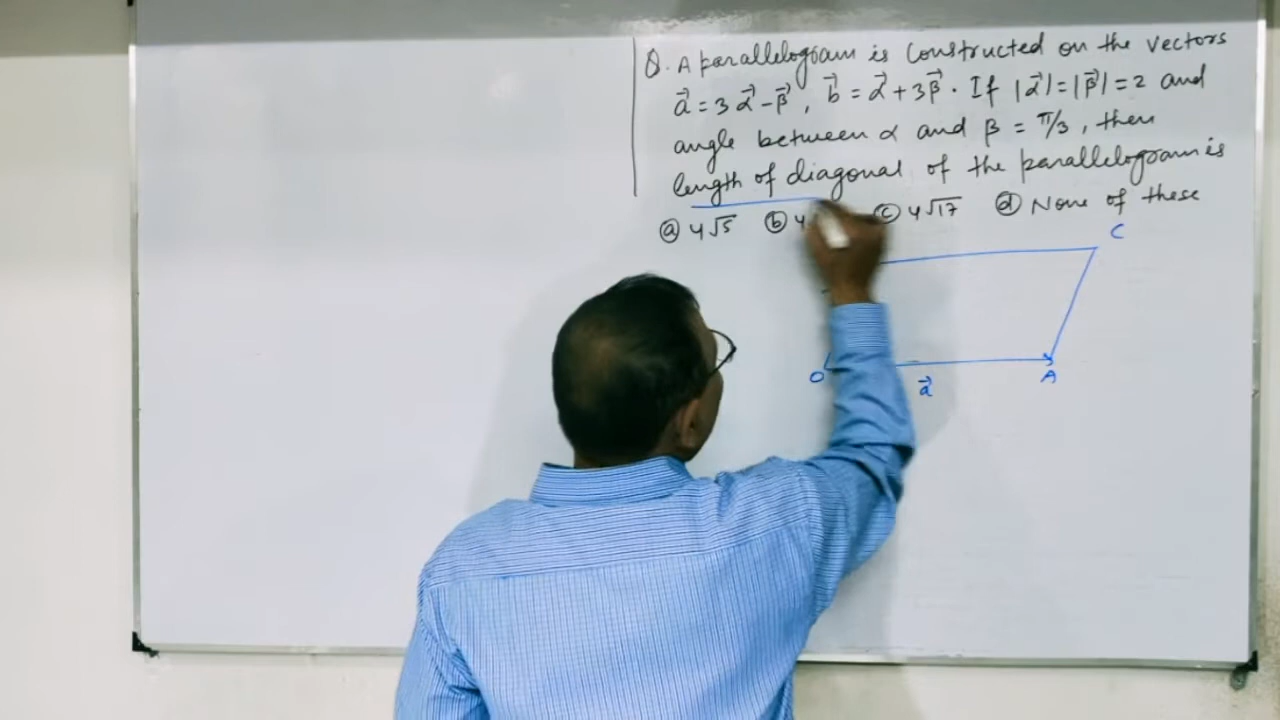 Q. A parallelogram is constructed on the vectors
a⃗ = 3α⃗ - β⃗, b⃗ = α⃗ + 3β⃗. If |α⃗| = |β⃗| = 2 and
angle between α and β = π/3, then
length of diagonal of the parallelogram is
(a) 4√5 (b) 4 (c) 4√17 (d) None of these
C
O a⃗ A